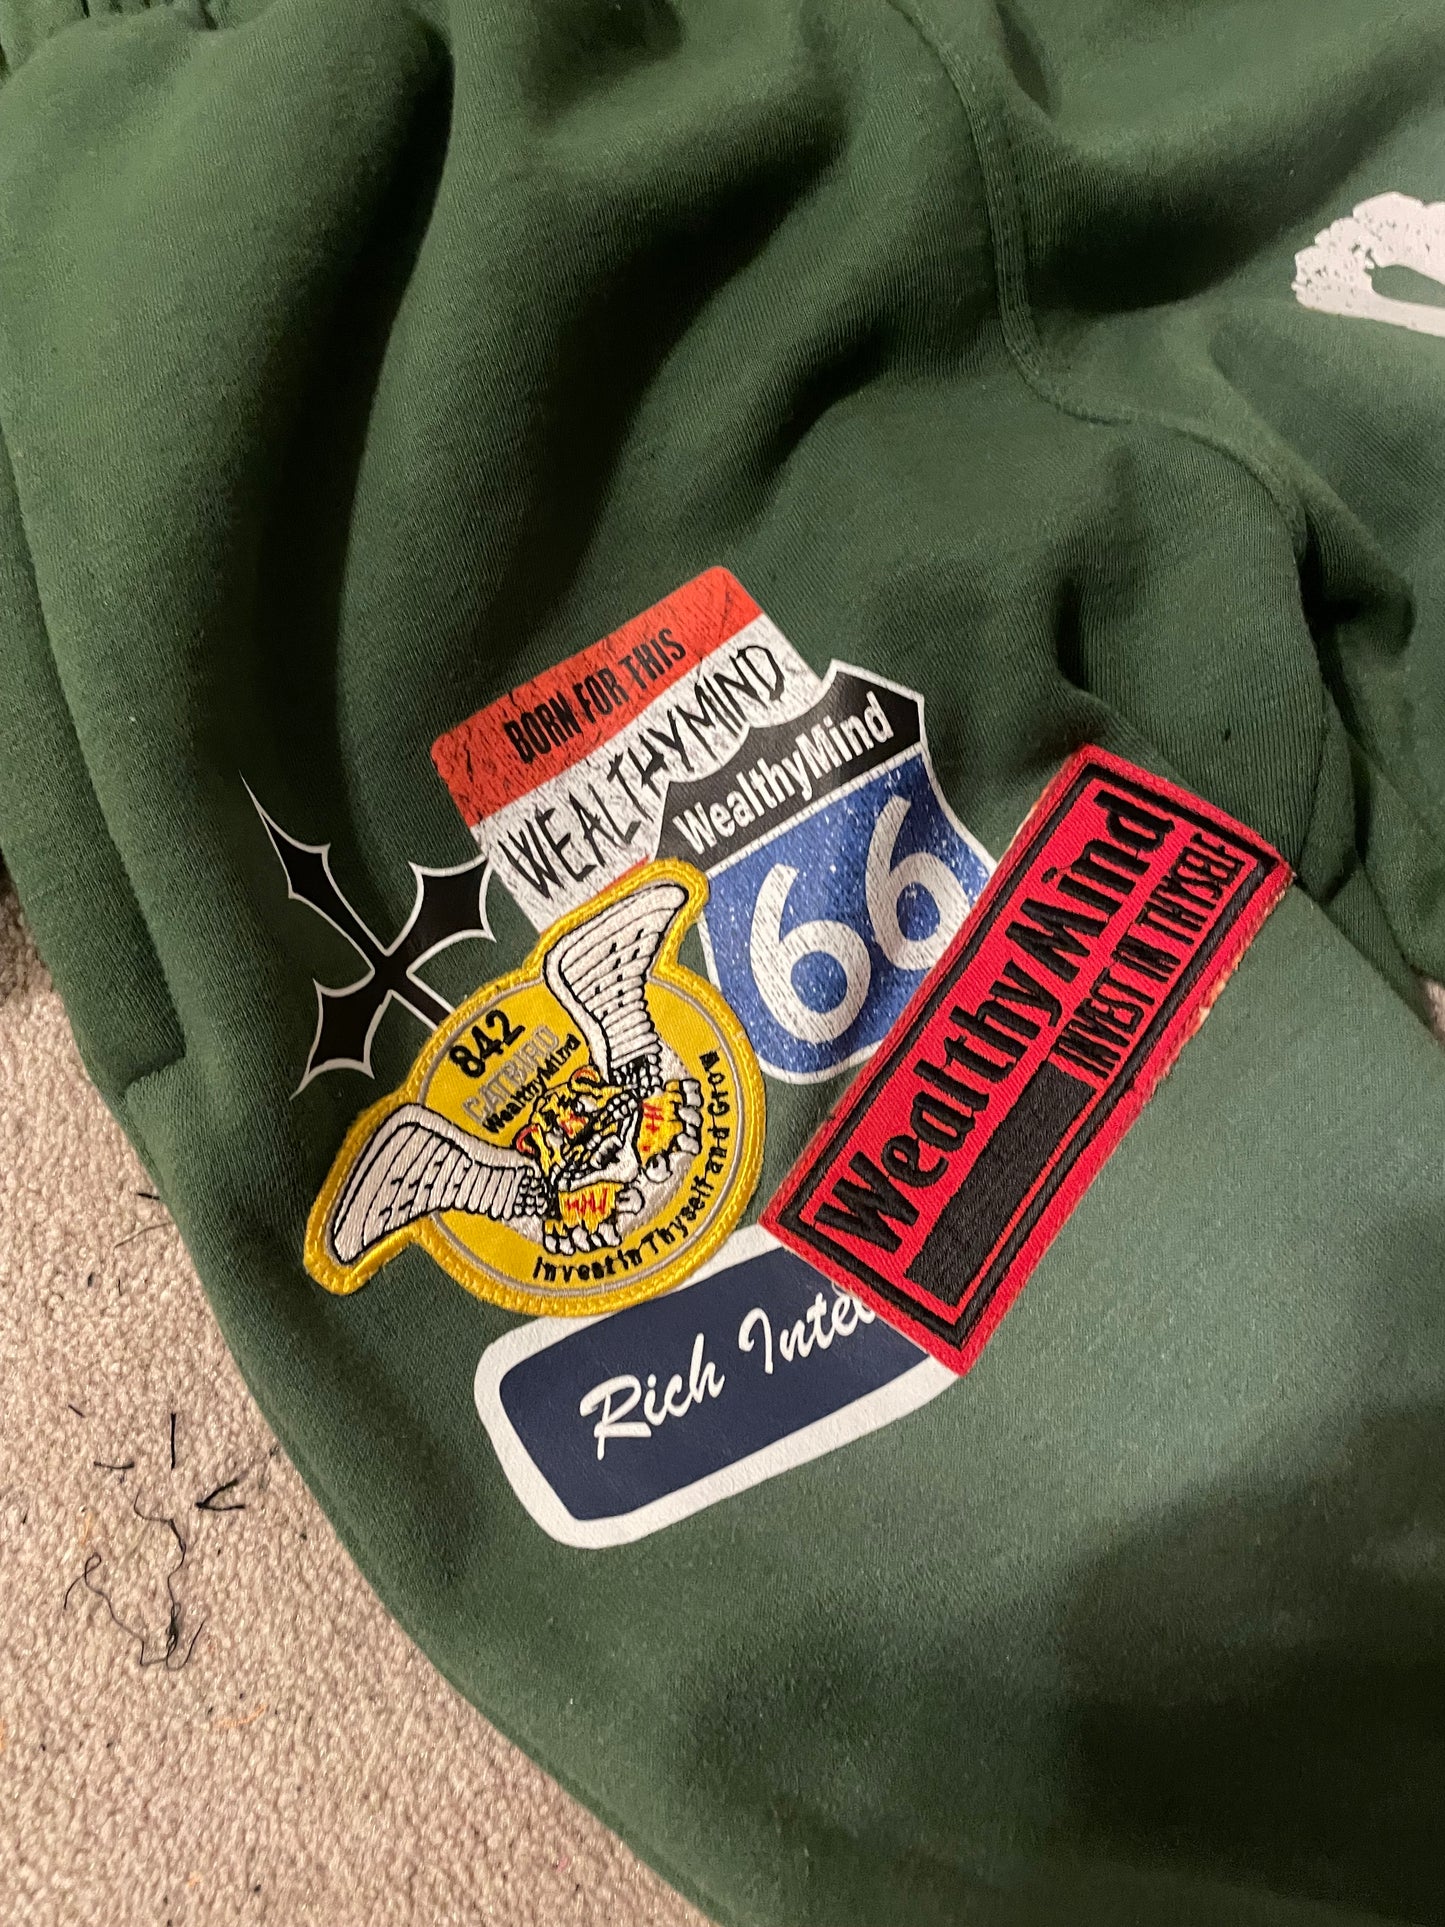 BORN FOR THIS
WEALTHYMIND
WealthyMind
66
842
CATBIRD
WealthyMind
Invest in Thyself and Grow
WealthyMind
INVEST IN THYSELF
Rich